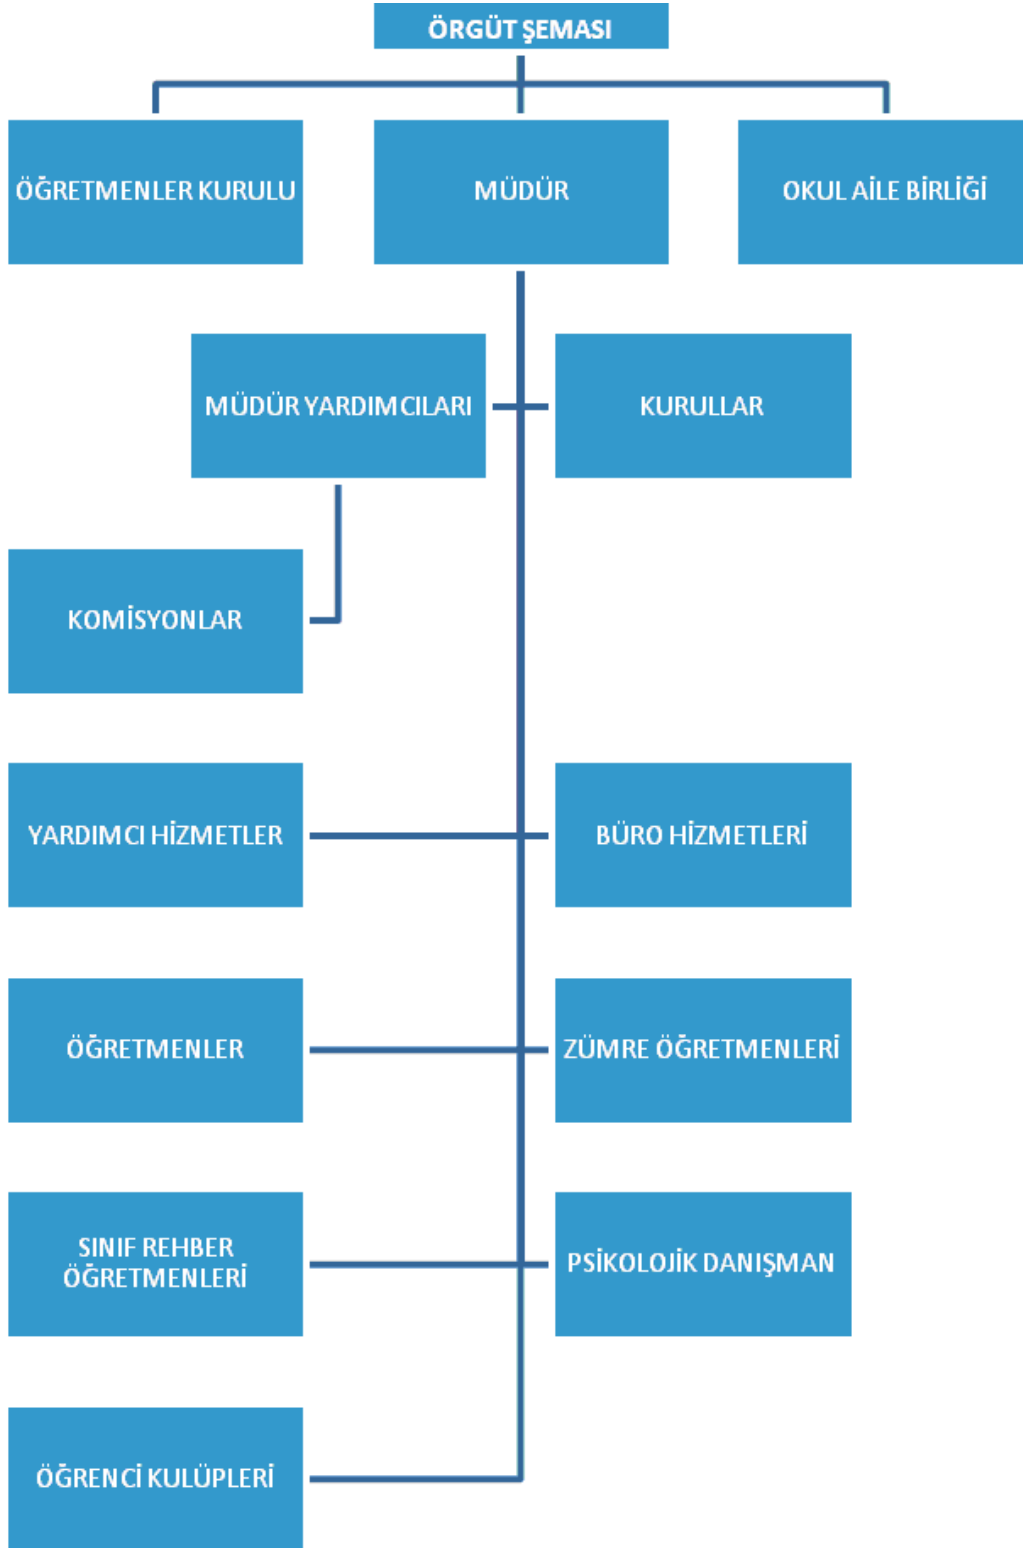 ÖRGÜT ŞEMASI
ÖĞRETMENLER KURULU
MÜDÜR
OKUL AİLE BİRLİĞİ
MÜDÜR YARDIMCILARI
KURULLAR
KOMİSYONLAR
YARDIMCI HİZMETLER
BÜRO HİZMETLERİ
ÖĞRETMENLER
ZÜMRE ÖĞRETMENLERİ
SINIF REHBER
ÖĞRETMENLERİ
PSİKOLOJİK DANIŞMAN
ÖĞRENCİ KULÜPLERİ